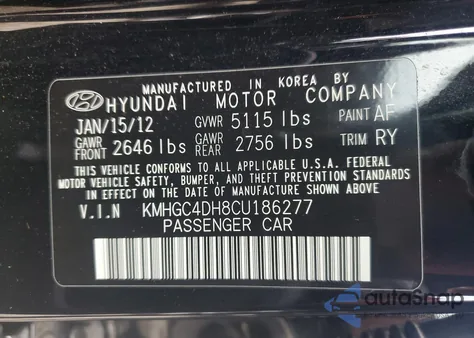 MANUFACTURED IN KOREA BY
HYUNDAI MOTOR COMPANY
JAN/15/12 GVWR 5115 lbs PAINT AF
GAWR FRONT 2646 lbs GAWR REAR 2756 lbs TRIM RY
THIS VEHICLE CONFORMS TO ALL APPLICABLE U.S.A. FEDERAL
MOTOR VEHICLE SAFETY, BUMPER, AND THEFT PREVENTION STANDARDS
IN EFFECT ON THE DATE OF MANUFACTURE SHOWN ABOVE.
V.I.N KMHGC4DH8CU186277
PASSENGER CAR
autoSnap